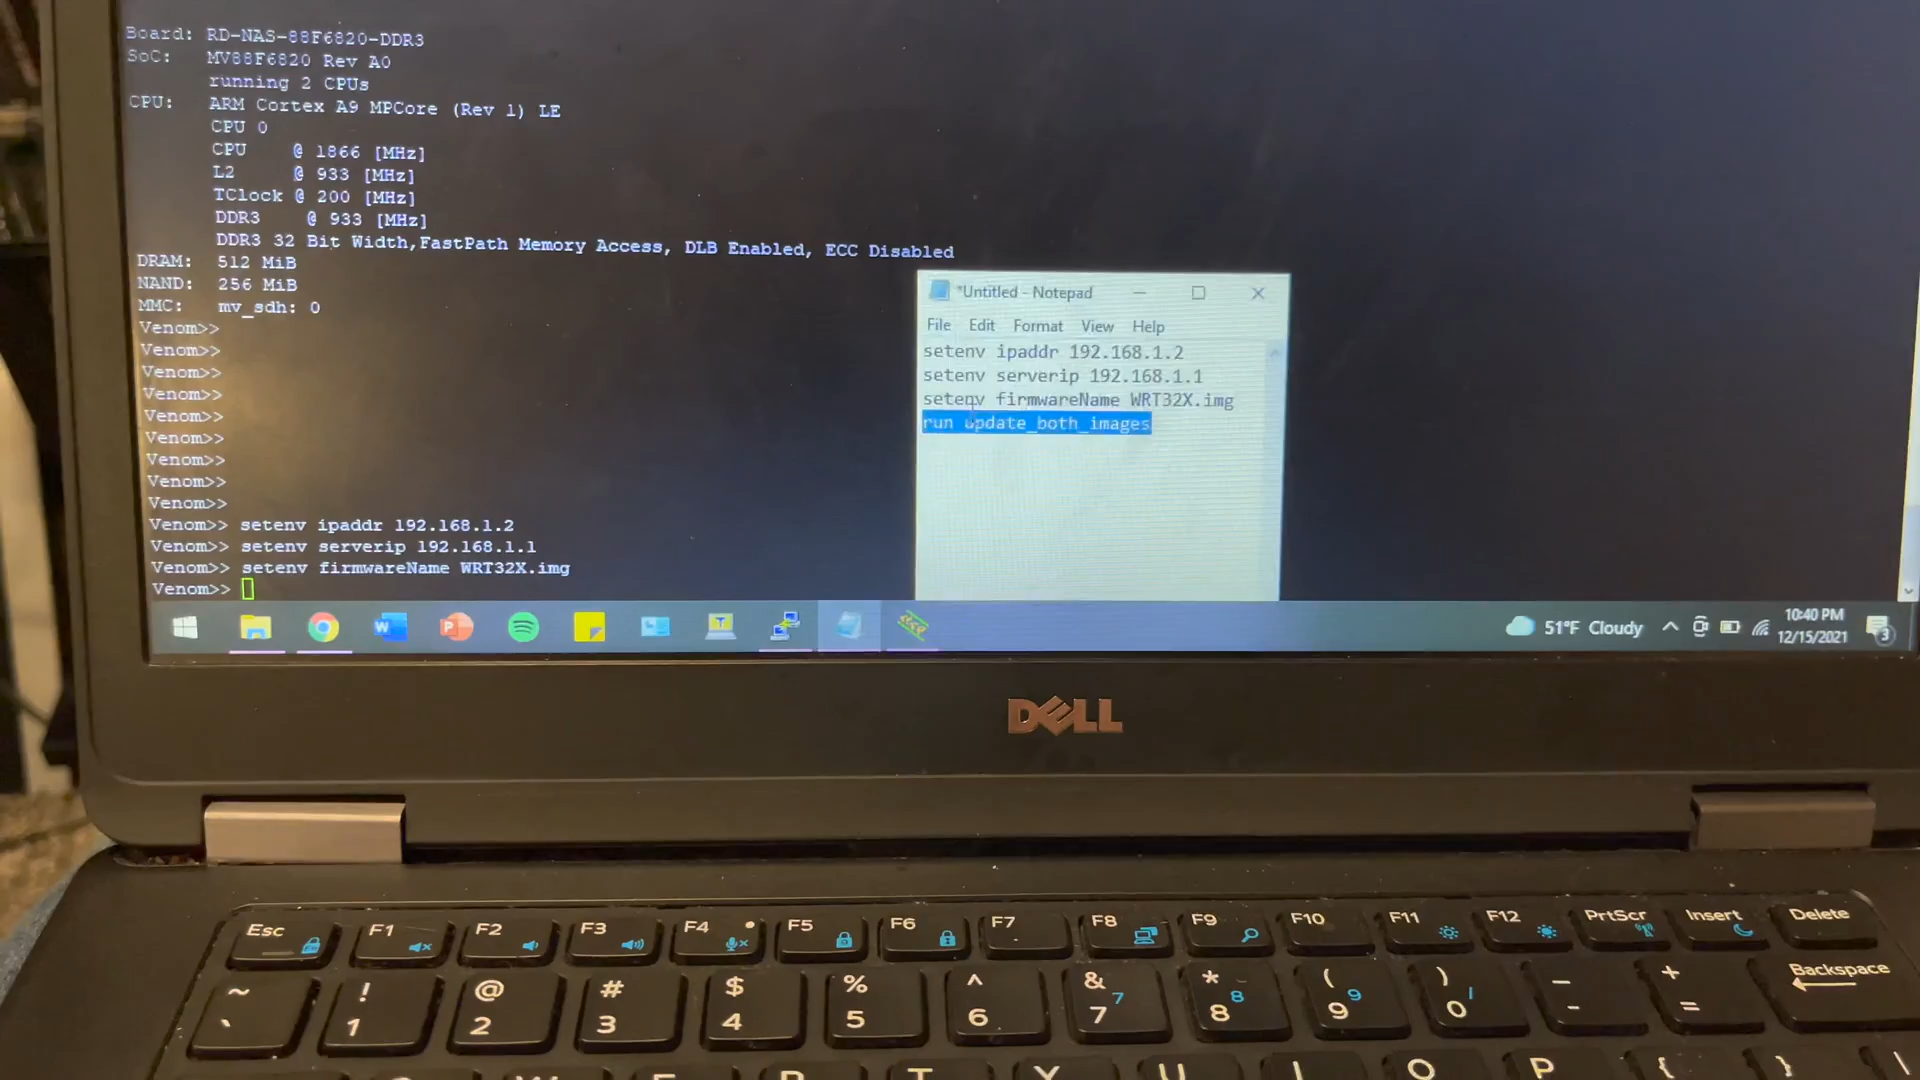 Board: RD-NAS-88F6820-DDR3
SoC: MV88F6820 Rev A0
running 2 CPUs
CPU: ARM Cortex A9 MPCore (Rev 1) LE
CPU 0
CPU @ 1866 [MHz]
L2 @ 933 [MHz]
TClock @ 200 [MHz]
DDR3 @ 933 [MHz]
DDR3 32 Bit Width,FastPath Memory Access, DLB Enabled, ECC Disabled
DRAM: 512 MiB
NAND: 256 MiB
MMC: mv_sdh: 0
Venom>>
Venom>>
Venom>>
Venom>>
Venom>>
Venom>>
Venom>>
Venom>>
Venom>>
Venom>> setenv ipaddr 192.168.1.2
Venom>> setenv serverip 192.168.1.1
Venom>> setenv firmwareName WRT32X.img
Venom>>
*Untitled - Notepad
File Edit Format View Help
setenv ipaddr 192.168.1.2
setenv serverip 192.168.1.1
setenv firmwareName WRT32X.img
run update_both_images
51°F Cloudy
10:40 PM
12/15/2021
3
DELL
Esc F1 F2 F3 F4 F5 F6 F7 F8 F9 F10 F11 F12 PrtScr Insert Delete
~ ! @ # $ % ^ & * ( ) _ + Backspace
` 1 2 3 4 5 6 7 7 8 8 9 9 0 / - =
O P { }